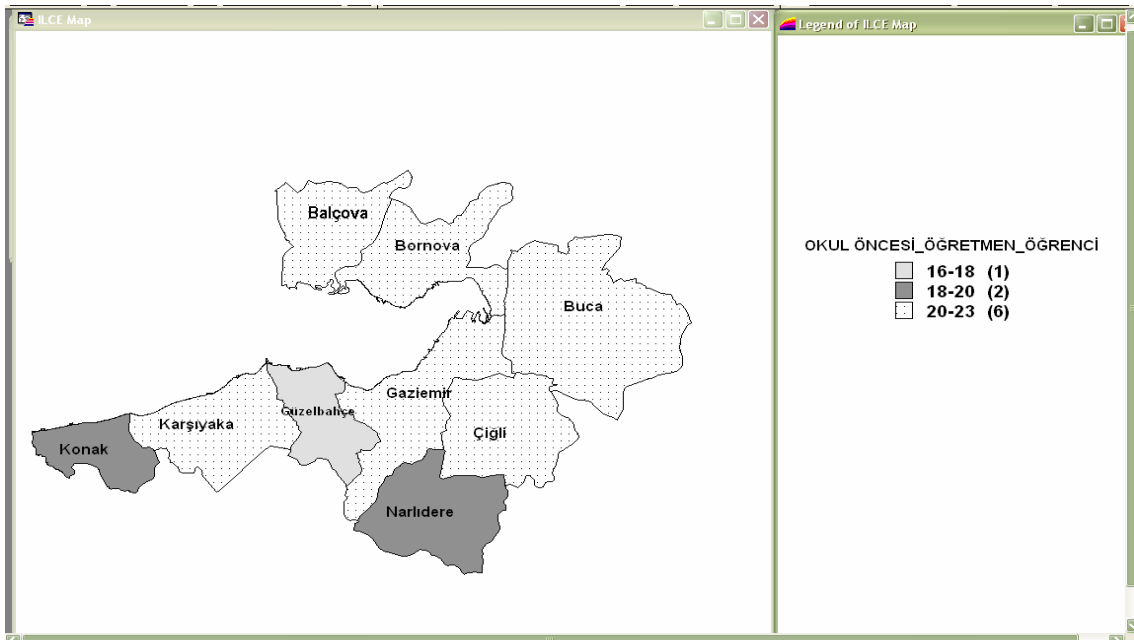 ILCE Map
Legend of ILCE Map
Balçova
Bornova
Buca
Gaziemir
Güzelbahçe
Karşıyaka
Çiğli
Konak
Narlıdere
OKUL ÖNCESİ_ÖĞRETMEN_ÖĞRENCİ
16-18 (1)
18-20 (2)
20-23 (6)